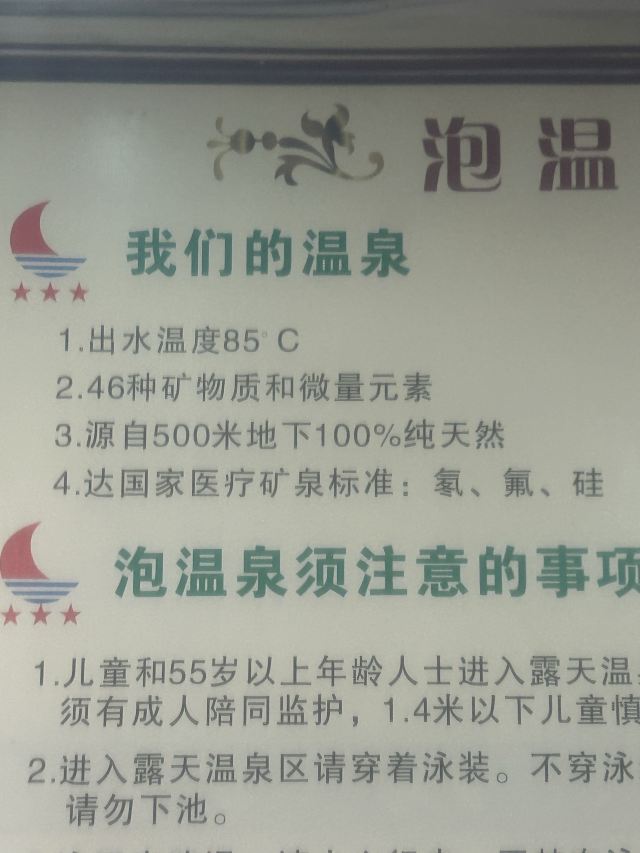 泡温
我们的温泉
1.出水温度85°C
2.46种矿物质和微量元素
3.源自500米地下100%纯天然
4.达国家医疗矿泉标准：氡、氟、硅
泡温泉须注意的事项
1.儿童和55岁以上年龄人士进入露天温
须有成人陪同监护，1.4米以下儿童慎
2.进入露天温泉区请穿着泳装。不穿泳
请勿下池。